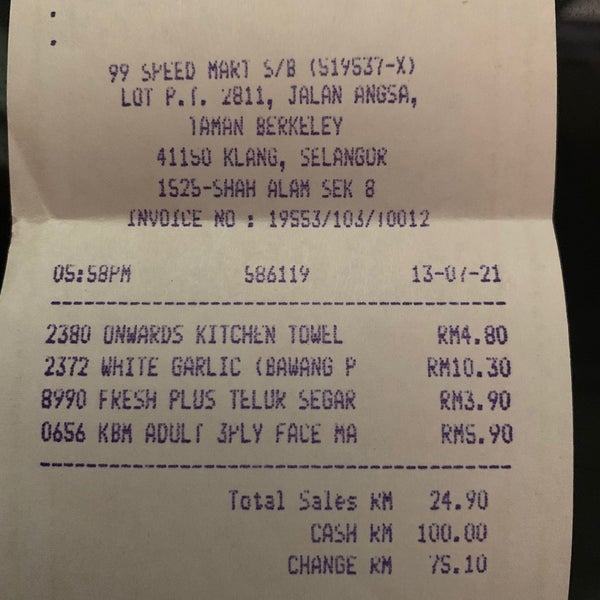 99 SPEED MART S/B (519537-X)
LOT P.T. 2811, JALAN ANGSA,
TAMAN BERKELEY
41150 KLANG, SELANGOR
1525-SHAH ALAM SEK 8
INVOICE NO : 19553/103/10012
05:58PM 586119 13-07-21
2380 ONWARDS KITCHEN TOWEL RM4.80
2372 WHITE GARLIC (BAWANG P RM10.30
8990 FRESH PLUS TELUR SEGAR RM3.90
0656 KBM ADULT 3PLY FACE MA RM5.90
Total Sales RM 24.90
CASH RM 100.00
CHANGE RM 75.10